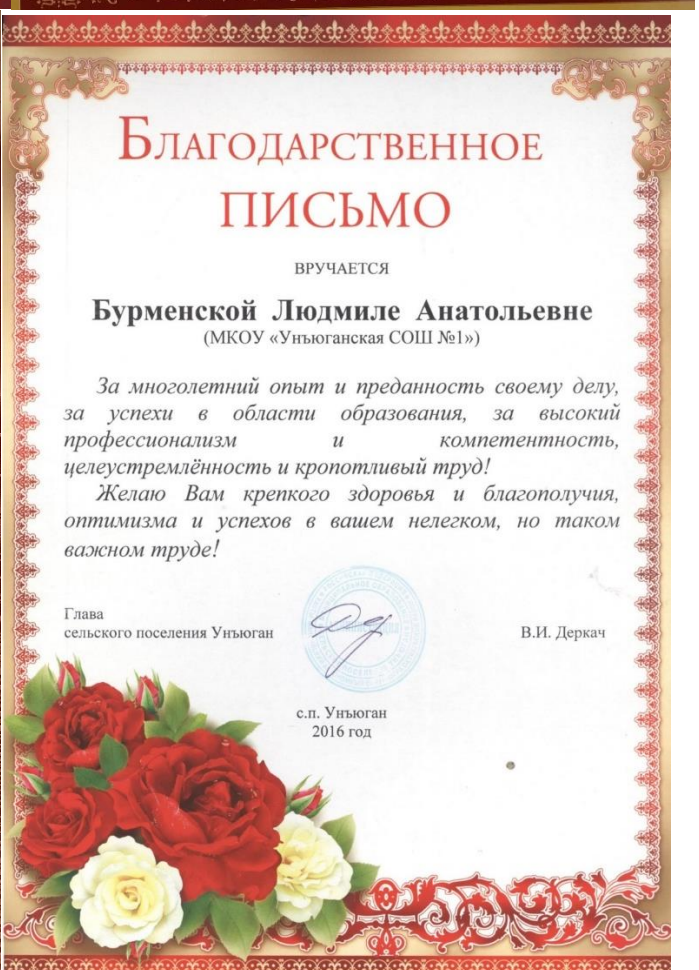 БЛАГОДАРСТВЕННОЕ
ПИСЬМО
ВРУЧАЕТСЯ
Бурменской Людмиле Анатольевне
(МКОУ «Унъюганская СОШ №1»)
За многолетний опыт и преданность своему делу,
за успехи в области образования, за высокий
профессионализм и компетентность,
целеустремлённость и кропотливый труд!
Желаю Вам крепкого здоровья и благополучия,
оптимизма и успехов в вашем нелегком, но таком
важном труде!
Глава
сельского поселения Унъюган
В.И. Деркач
с.п. Унъюган
2016 год